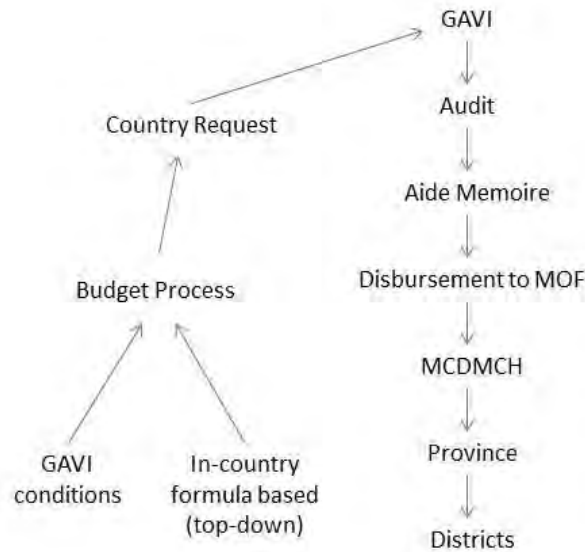 GAVI
Audit
Country Request
Aide Memoire
Budget Process
Disbursement to MOF
MCDMCH
GAVI
conditions
In-country
formula based
(top-down)
Province
Districts